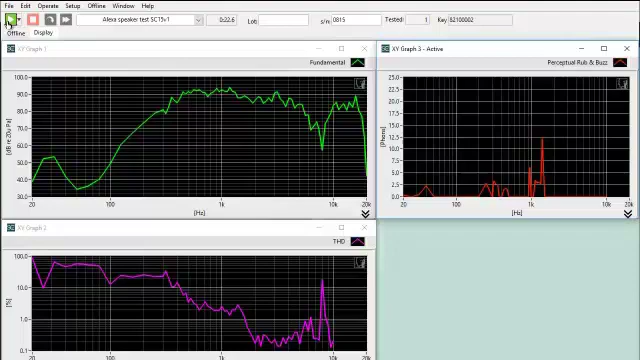 File Edit Operate Setup Offline Window Help
Alexa speaker test SC15v1 0:22.6 Lot: s/n: 0815 Tested: 1 Key 82100002
Offline Display
XY Graph 1
Fundamental
100.0
90.0
80.0
70.0
60.0
50.0
40.0
30.0
[dB re 20u Pa]
20 100 1k 10k 20k
[Hz]
XY Graph 3 - Active
Perceptual Rub & Buzz
25.0
22.5
20.0
17.5
15.0
12.5
10.0
7.5
5.0
2.5
0.0
[Phons]
20 100 1k 10k 20k
[Hz]
XY Graph 2
THD
100.0
10.0
1.0
0.1
[%]
20 100 1k 10k 20k